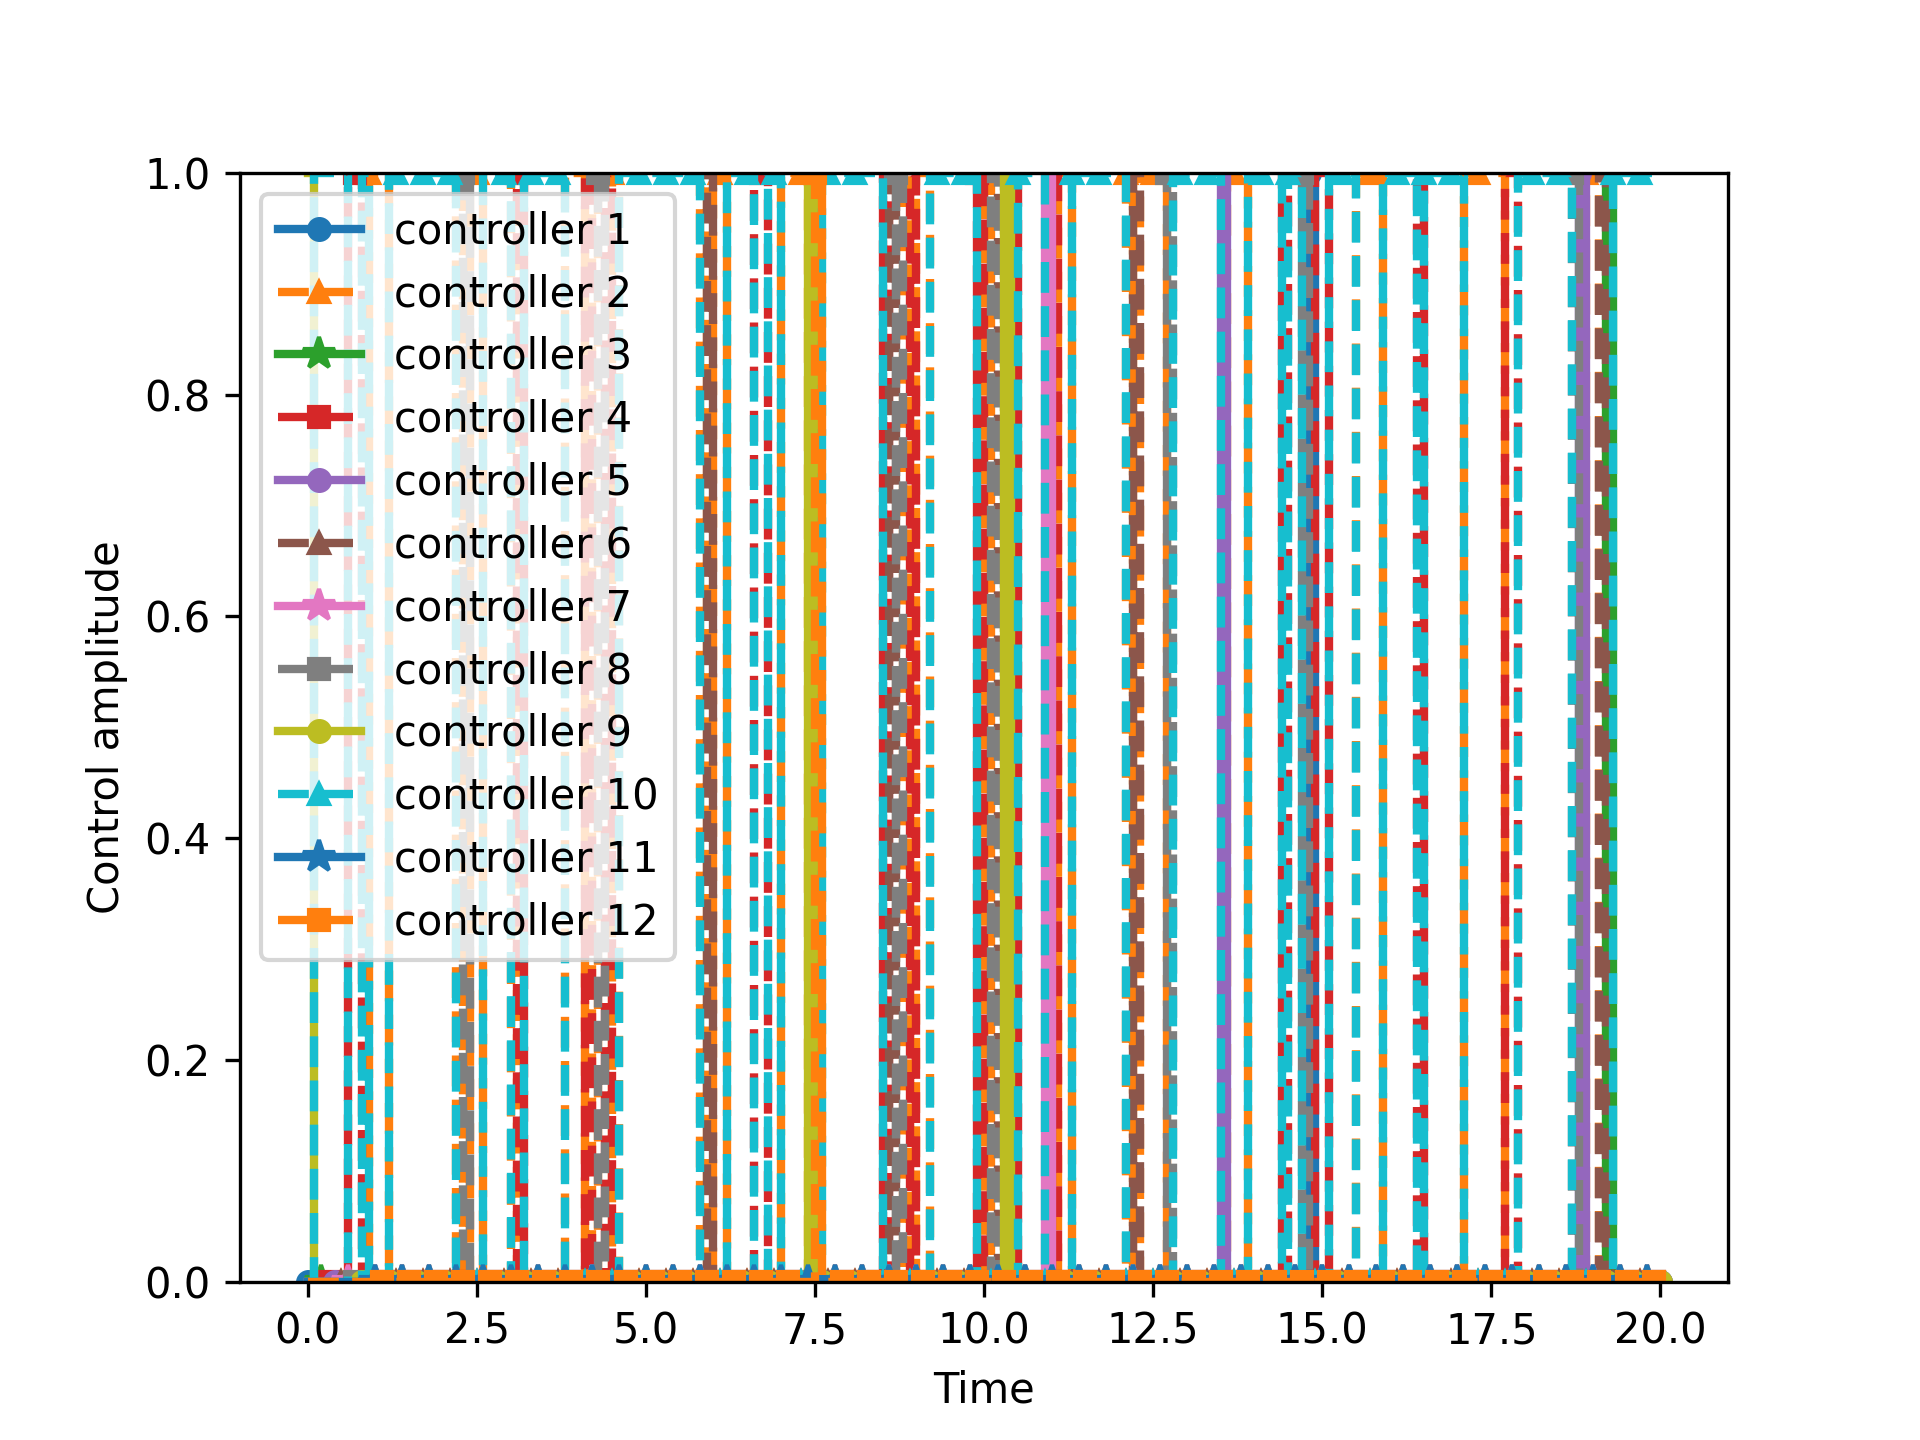 Control amplitude
1.0
0.8
0.6
0.4
0.2
0.0
controller 1
controller 2
controller 3
controller 4
controller 5
controller 6
controller 7
controller 8
controller 9
controller 10
controller 11
controller 12
0.0 2.5 5.0 7.5 10.0 12.5 15.0 17.5 20.0
Time